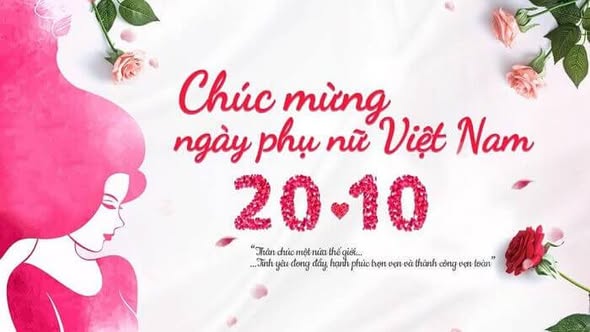 Chúc mừng
ngày phụ nữ Việt Nam
20 10
"Thân chúc một nửa thế giới...
...Tình yêu đong đầy, hạnh phúc trọn vẹn và thành công vẹn toàn"